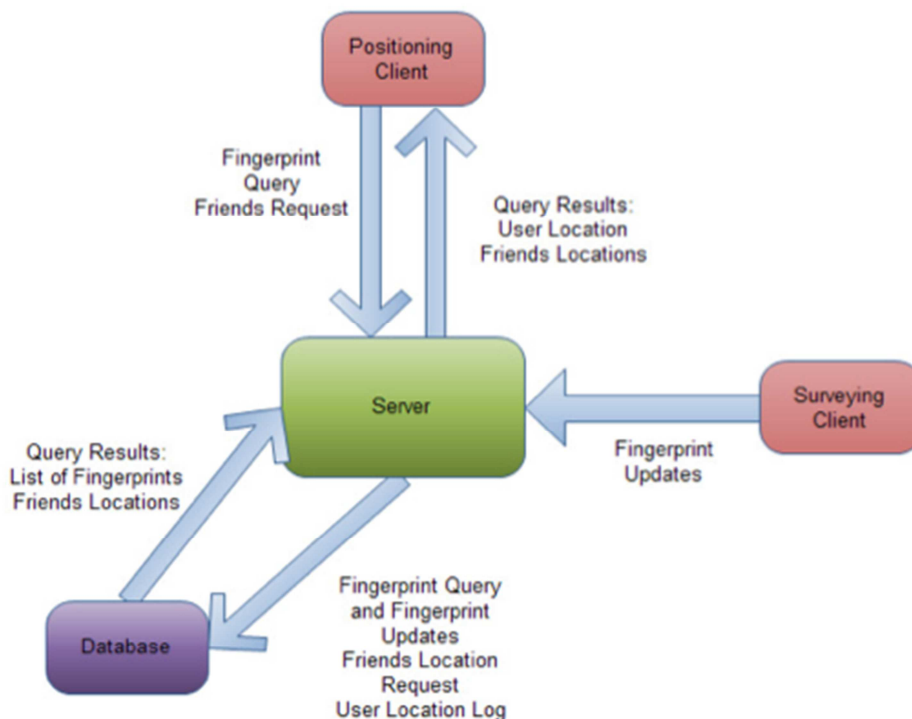 Positioning
Client
Fingerprint
Query
Friends Request
Query Results:
User Location
Friends Locations
Server
Surveying
Client
Fingerprint
Updates
Query Results:
List of Fingerprints
Friends Locations
Fingerprint Query
and Fingerprint
Updates
Friends Location
Request
User Location Log
Database